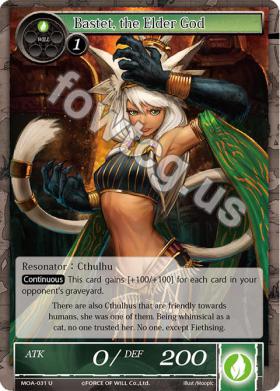 Bastet, the Elder God
WILL
1
fowtcg.us
Resonator : Cthulhu
Continuous This card gains [+100/+100] for each card in your opponent's graveyard.
There are also Cthulhus that are friendly towards
humans, she was one of them. Being whimsical as a
cat, no one trusted her. No one, except Fiethsing.
ATK 0/ DEF 200
MOA-031 U ©FORCE OF WILL Co.,Ltd. Illust./Moopic